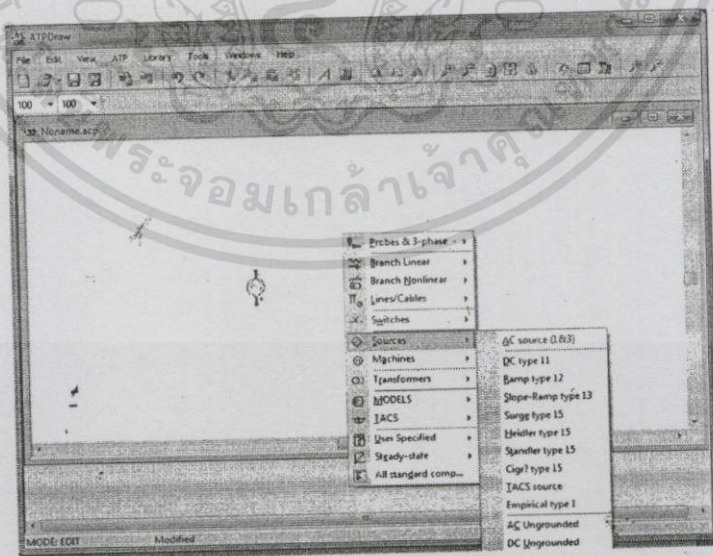 ATPDraw
File Edit View ATP Library Tools Windows Help
100 100
Noname.acp
พระจอมเกล้าเจ้าคุณ
Probes & 3-phase
Branch Linear
Branch Nonlinear
Lines/Cables
Switches
Sources
Machines
Transformers
MODELS
TACS
User Specified
Steady-state
All standard comp...
AC source (1&3)
DC type 11
Ramp type 12
Slope-Ramp type 13
Surge type 15
Heidler type 15
Standler type 15
Cigr? type 15
TACS source
Empirical type 1
AC Ungrounded
DC Ungrounded
MODE: EDIT Modified